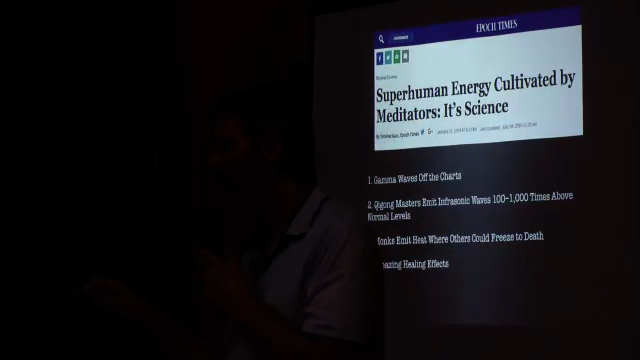 EPOCH TIMES
Superhuman Energy Cultivated by
Meditators: It's Science
1. Gamma Waves Off the Charts
2. Qigong Masters Emit Infrasonic Waves 100-1,000 Times Above
Normal Levels
onks Emit Heat Where Others Could Freeze to Death
azing Healing Effects